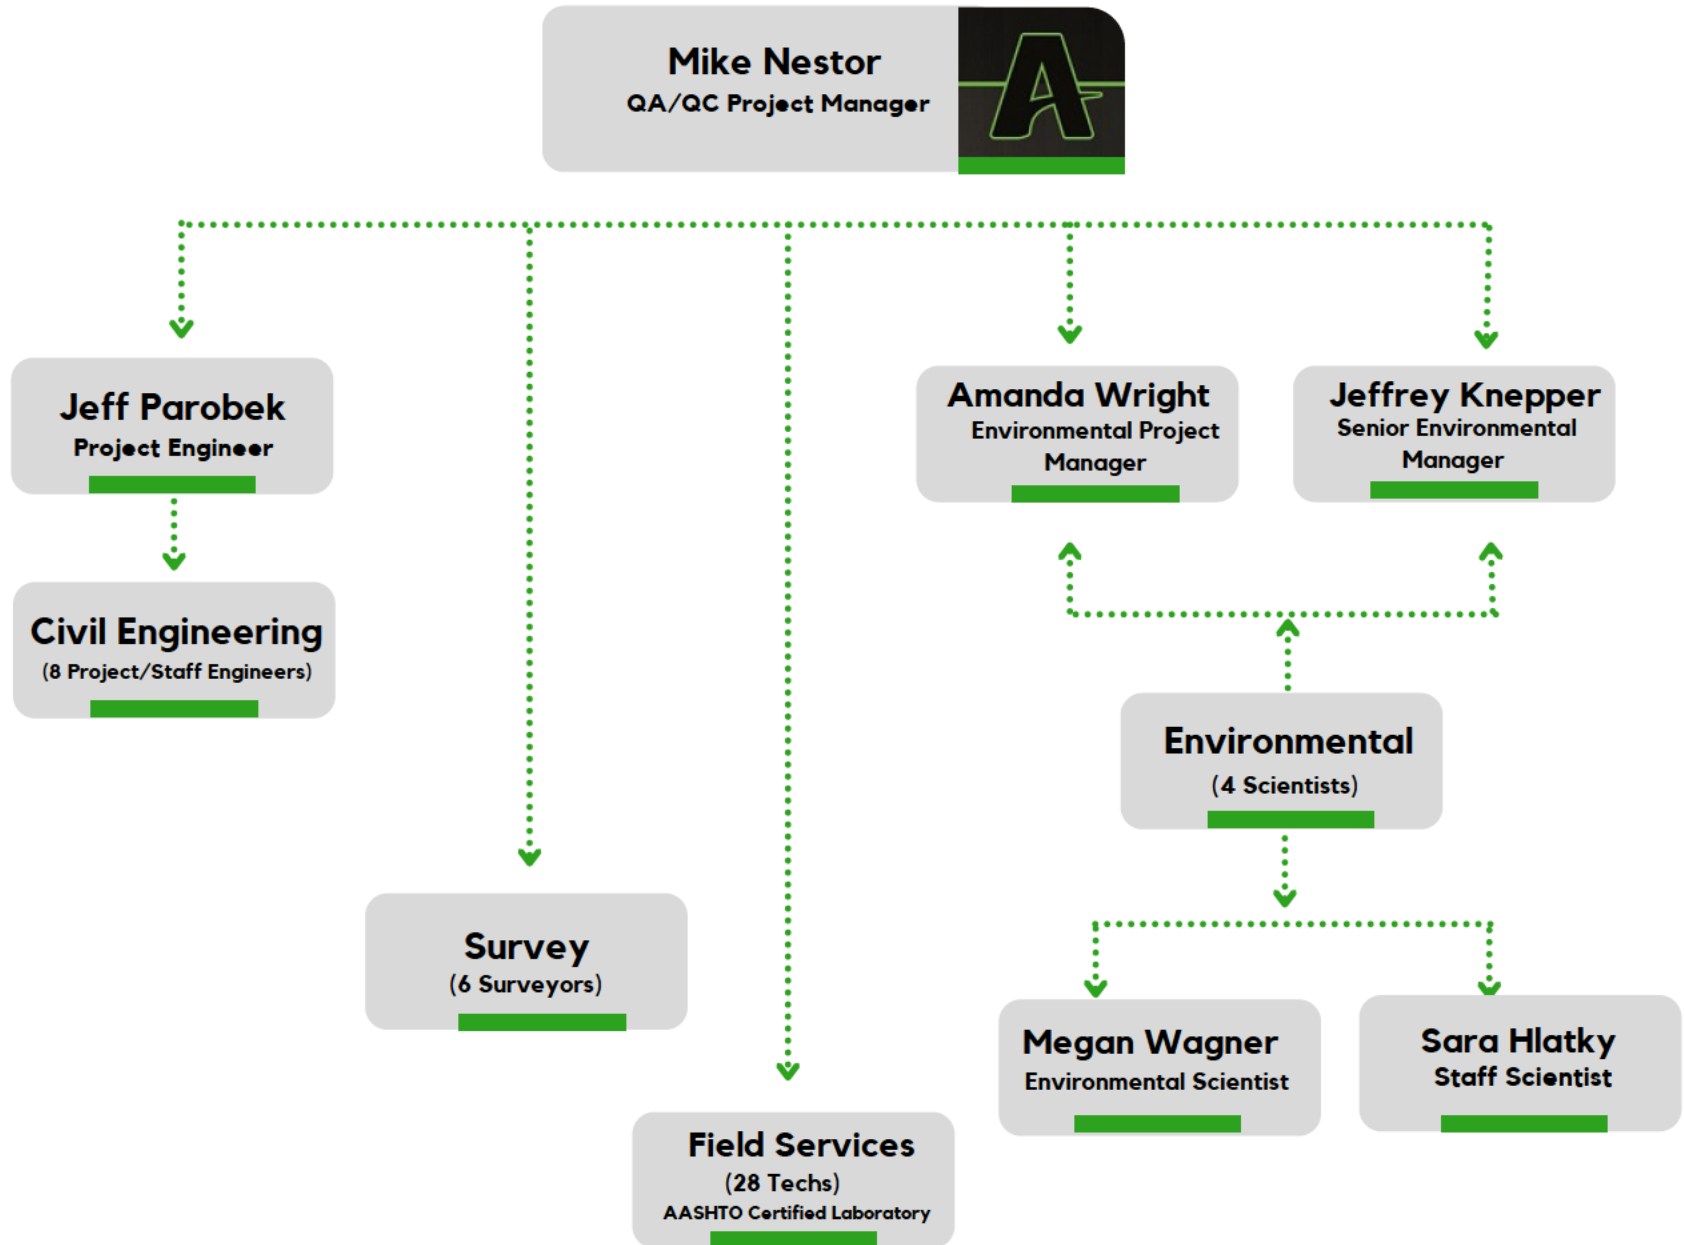 Mike Nestor
QA/QC Project Manager
A
Jeff Parobek
Project Engineer
Amanda Wright
Environmental Project
Manager
Jeffrey Knepper
Senior Environmental
Manager
Civil Engineering
(8 Project/Staff Engineers)
Environmental
(4 Scientists)
Survey
(6 Surveyors)
Megan Wagner
Environmental Scientist
Sara Hlatky
Staff Scientist
Field Services
(28 Techs)
AASHTO Certified Laboratory